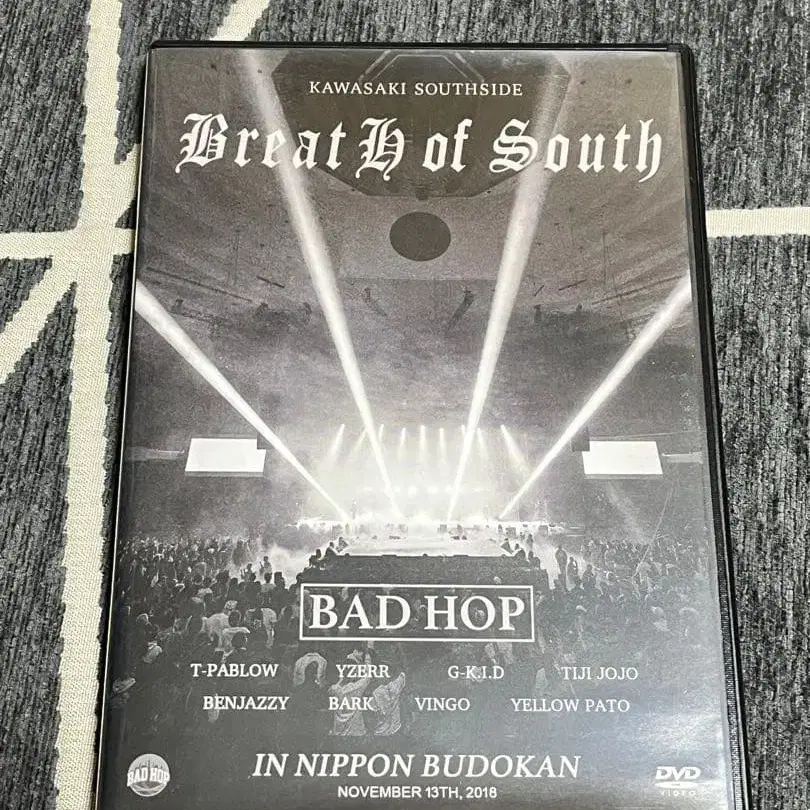 KAWASAKI SOUTHSIDE
BreatH of South
BAD HOP
T-PABLOW YZERR G-K.I.D TIJI JOJO
BENJAZZY BARK VINGO YELLOW PATO
IN NIPPON BUDOKAN
NOVEMBER 13TH, 2018
BAD HOP
DVD
VIDEO